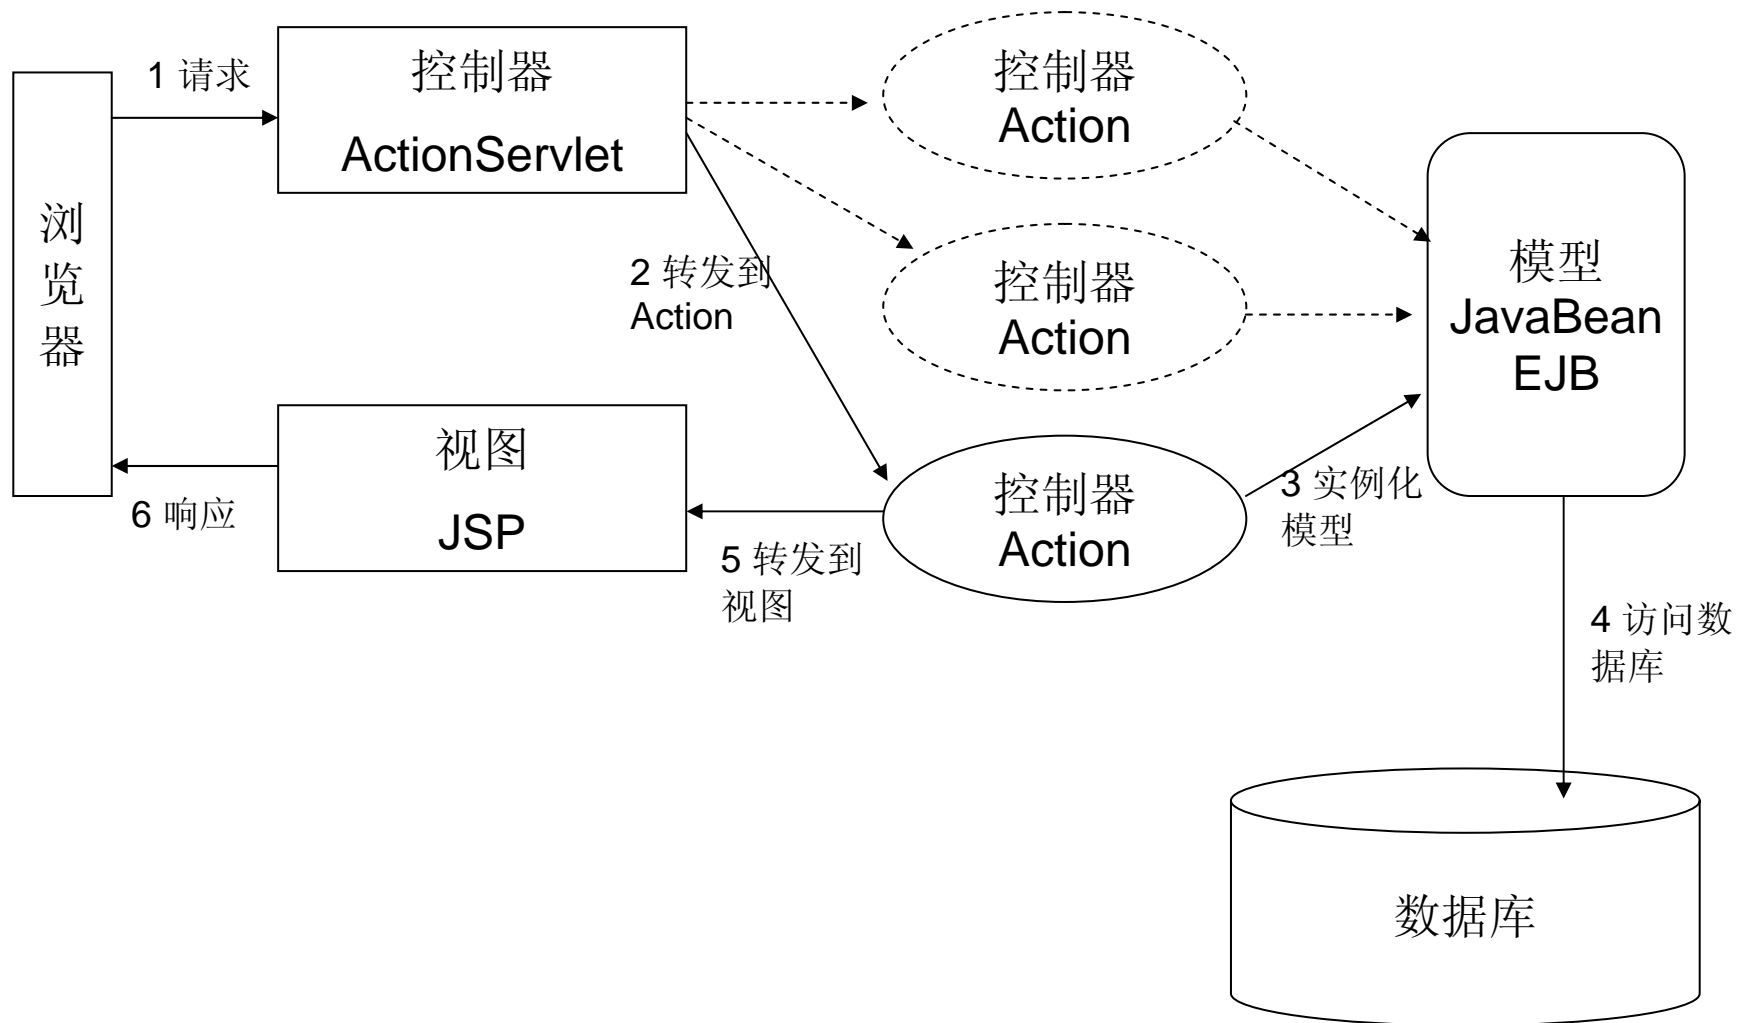 1 请求
控制器
ActionServlet
控制器
Action
浏
览
器
2 转发到
Action
控制器
Action
模型
JavaBean
EJB
视图
JSP
6 响应
5 转发到
视图
控制器
Action
3 实例化
模型
4 访问数
据库
数据库